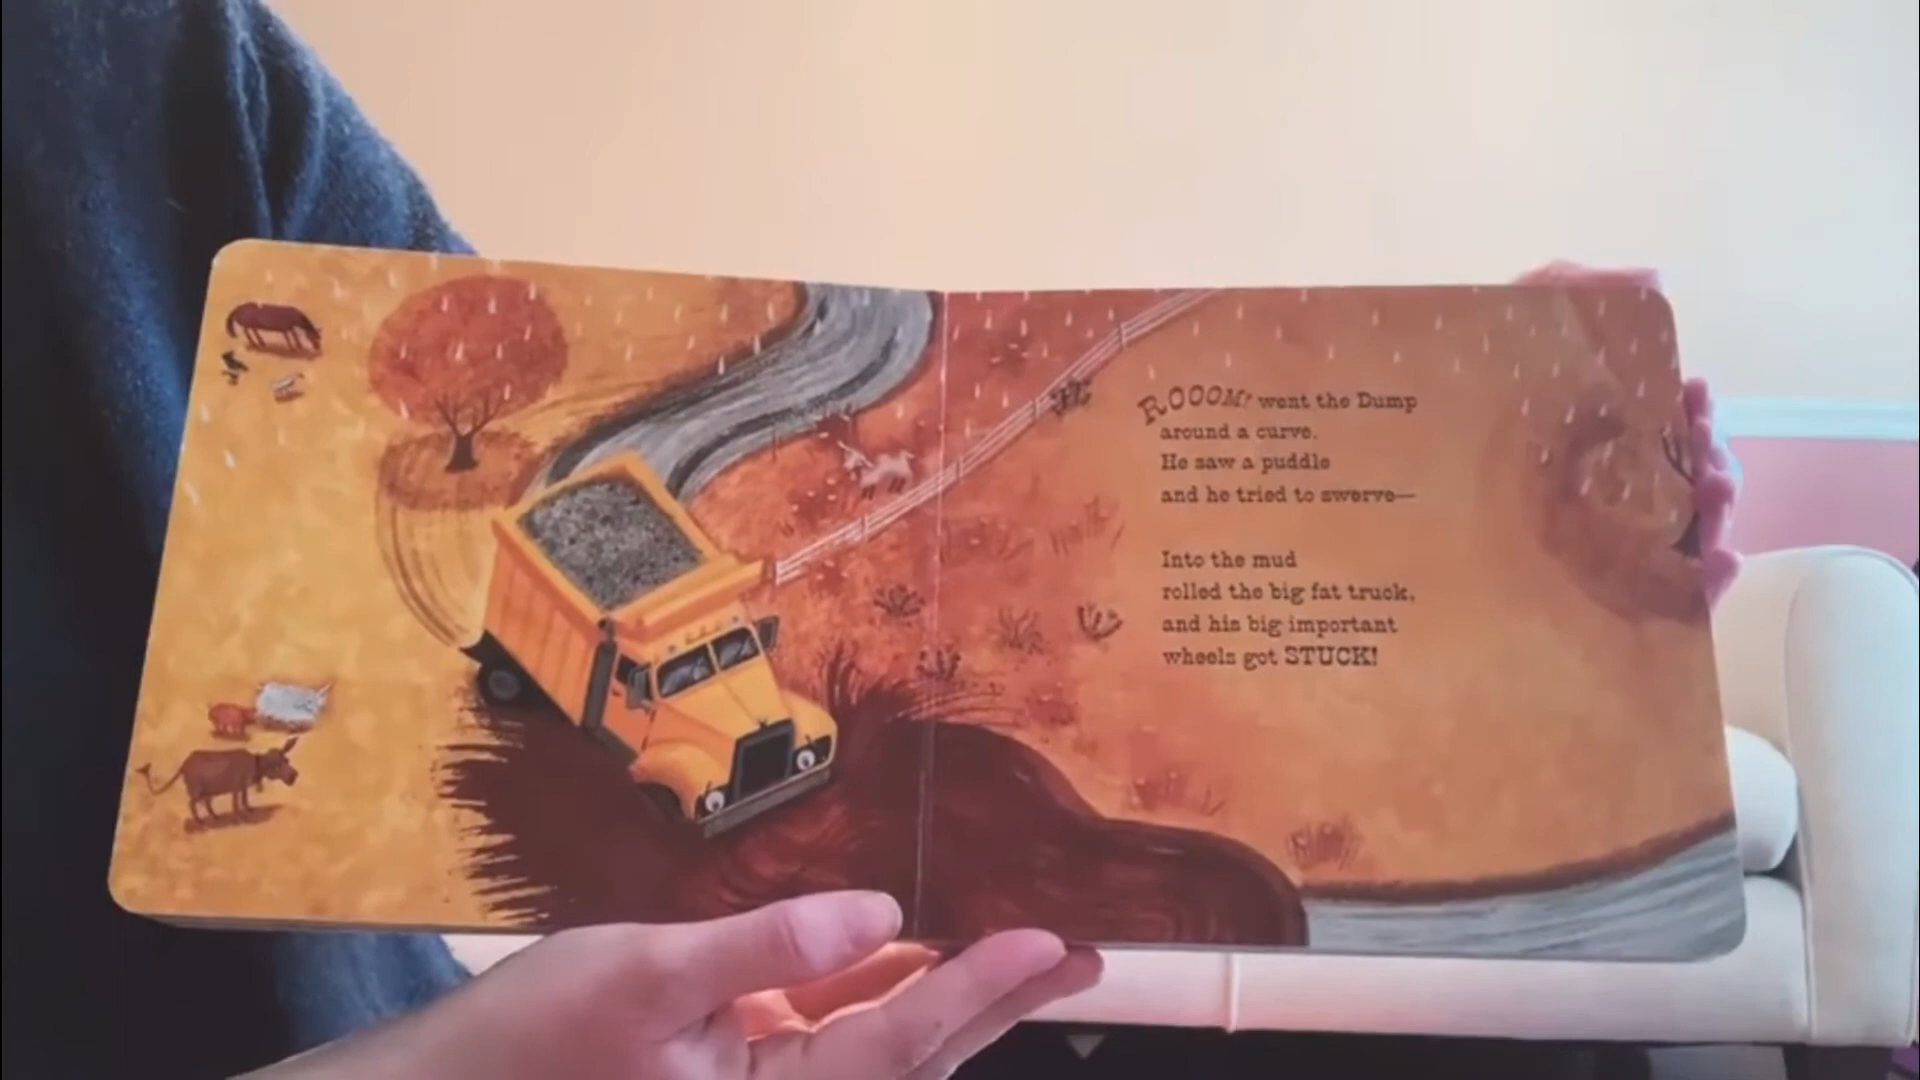 ROOOM! went the Dump
around a curve.
He saw a puddle
and he tried to swerve—
Into the mud
rolled the big fat truck,
and his big important
wheels got STUCK!